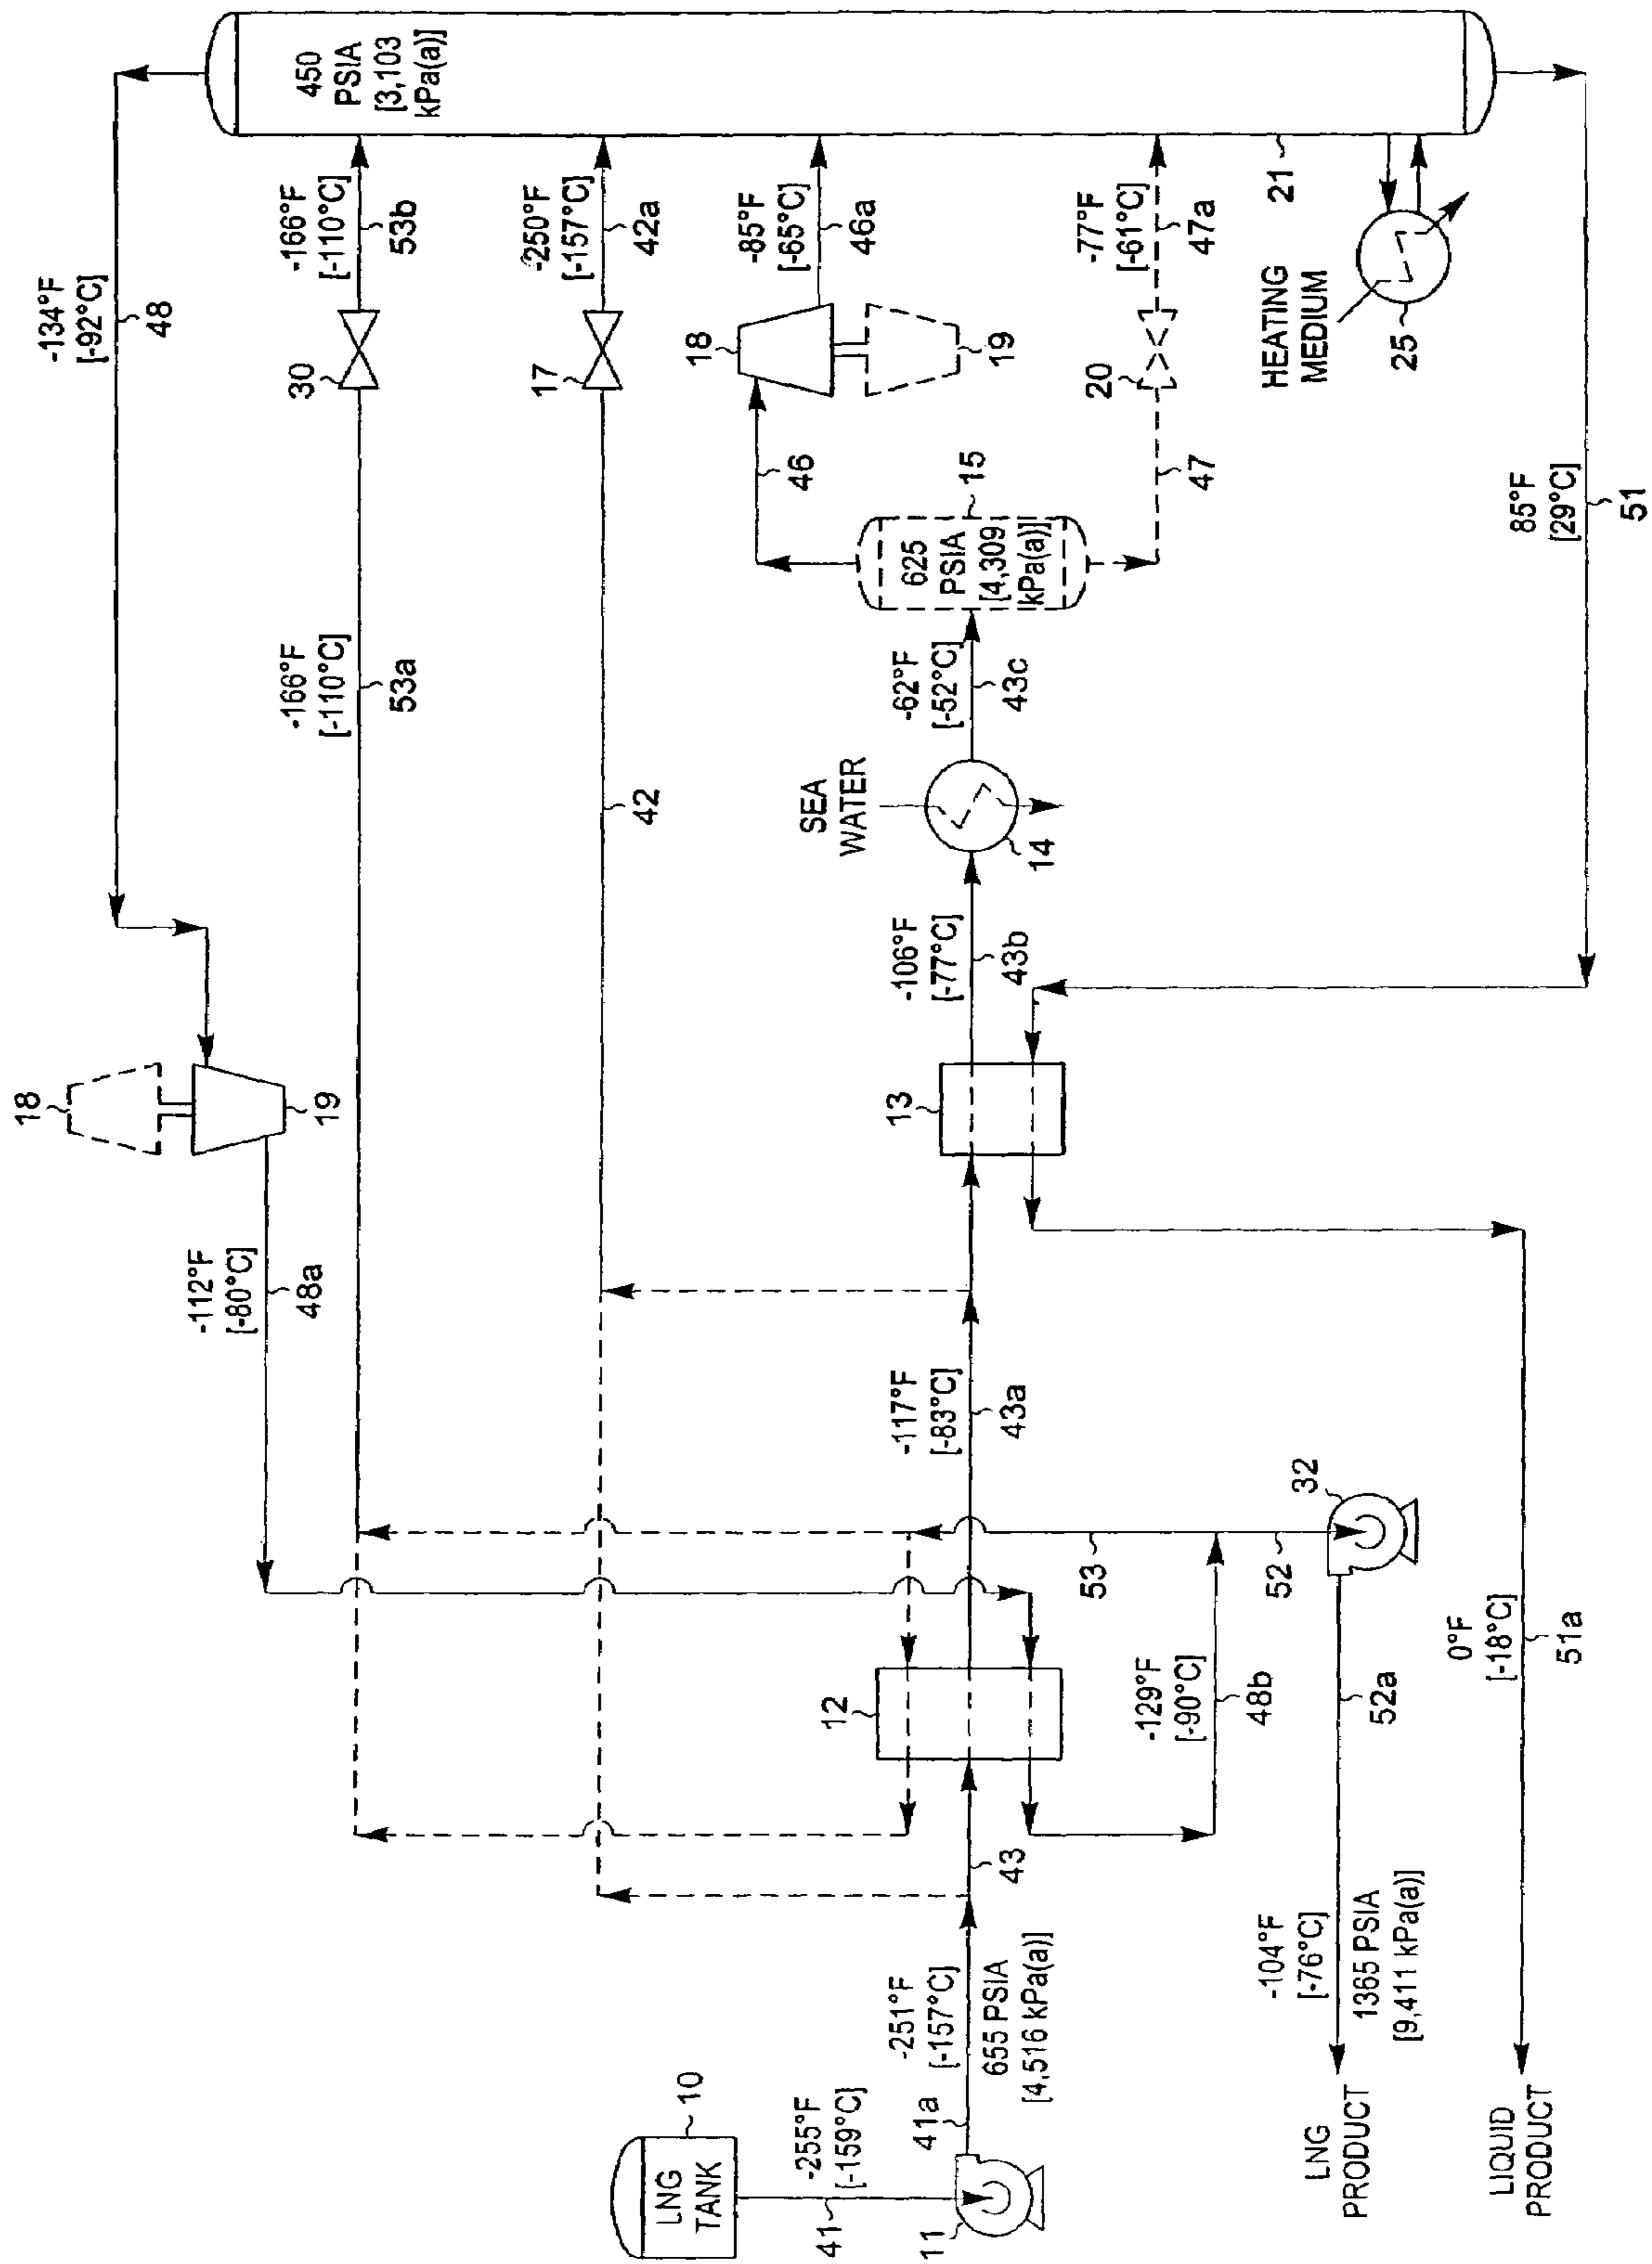 -134°F
[-92°C]
48
450
PSIA
[3,103
kPa(a)]
18
19
-112°F
[-80°C]
48a
-166°F
[-110°C]
53a
30
-166°F
[-110°C]
53b
42
17
-250°F
[-157°C]
42a
46
18
19
-85°F
[-65°C]
46a
LNG
TANK
10
-255°F
[-159°C]
41
11
41a
-251°F
[-157°C]
655 PSIA
[4,516 kPa(a)]
43
12
-117°F
[-83°C]
43a
13
-106°F
[-77°C]
43b
SEA
WATER
14
-62°F
[-52°C]
43c
625
PSIA
[4,309
kPa(a)]
15
47
20
-77°F
[-61°C]
47a
21
HEATING
MEDIUM
25
-129°F
[-90°C]
48b
53
52
32
LNG
PRODUCT
-104°F
[-76°C]
1365 PSIA
[9,411 kPa(a)]
52a
LIQUID
PRODUCT
0°F
[-18°C]
51a
85°F
[29°C]
51